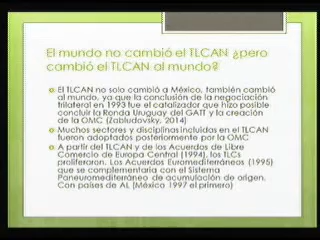 El mundo no cambió el TLCAN ¿pero
cambió el TLCAN al mundo?
El TLCAN no solo cambió a México, también cambió
al mundo, ya que la conclusión de la negociación
trilateral en 1993 fue el catalizador que hizo posible
concluir la Ronda Uruguay del GATT y la creación
de la OMC (Zabludovsky, 2014)
Muchos sectores y disciplinas incluidos en el TLCAN
fueron adoptados posteriormente por la OMC
A partir del TLCAN y de los Acuerdos de Libre
Comercio de Europa Central (1994), los TLCs
proliferaron. Los Acuerdos Euromediterráneos (1995)
que se complementaría con el Sistema
Paneuromediterráneo de acumulación de origen.
Con países de AL (México 1997 el primero)